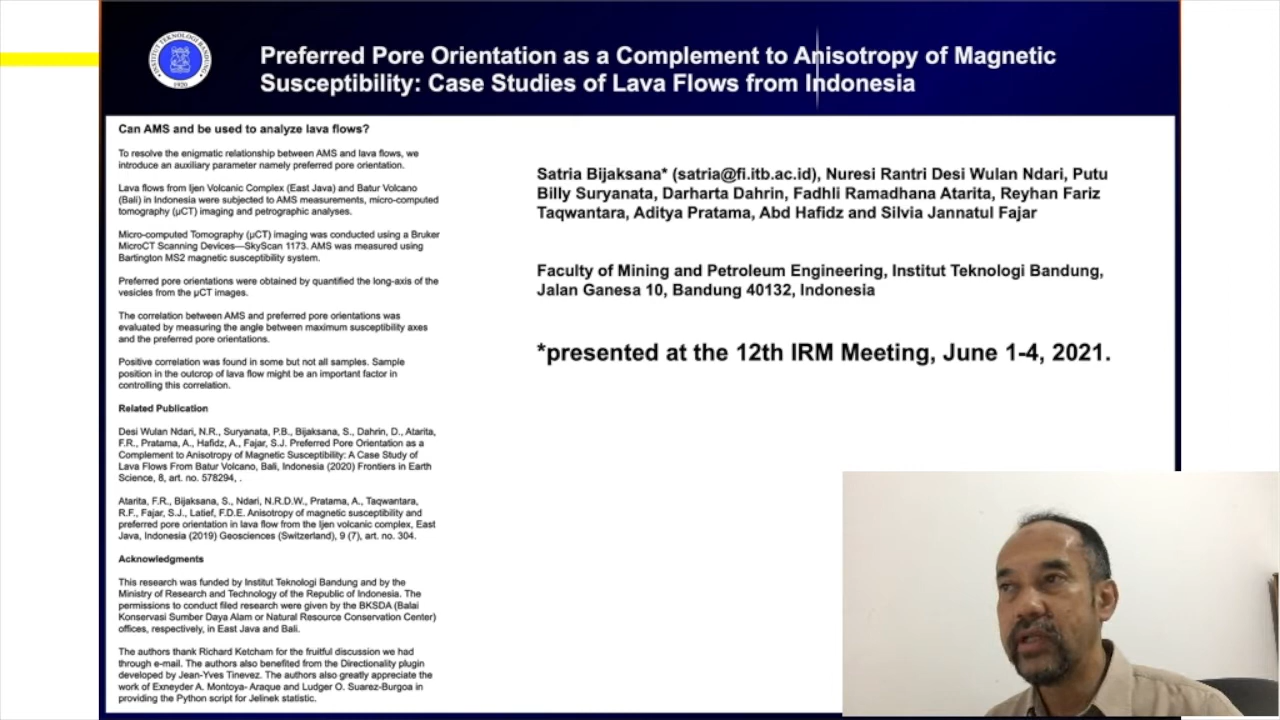 INSTITUT TEKNOLOGI BANDUNG
1920
Preferred Pore Orientation as a Complement to Anisotropy of Magnetic
Susceptibility: Case Studies of Lava Flows from Indonesia
Can AMS and be used to analyze lava flows?
To resolve the enigmatic relationship between AMS and lava flows, we
introduce an auxiliary parameter namely preferred pore orientation.
Lava flows from Ijen Volcanic Complex (East Java) and Batur Volcano
(Bali) in Indonesia were subjected to AMS measurements, micro-computed
tomography (μCT) imaging and petrographic analyses.
Micro-computed Tomography (μCT) imaging was conducted using a Bruker
MicroCT Scanning Devices—SkyScan 1173. AMS was measured using
Bartington MS2 magnetic susceptibility system.
Preferred pore orientations were obtained by quantified the long-axis of the
vesicles from the μCT images.
The correlation between AMS and preferred pore orientations was
evaluated by measuring the angle between maximum susceptibility axes
and the preferred pore orientations.
Positive correlation was found in some but not all samples. Sample
position in the outcrop of lava flow might be an important factor in
controlling this correlation.
Related Publication
Desi Wulan Ndari, N.R., Suryanata, P.B., Bijaksana, S., Dahrin, D., Atarita,
F.R., Pratama, A., Hafidz, A., Fajar, S.J. Preferred Pore Orientation as a
Complement to Anisotropy of Magnetic Susceptibility: A Case Study of
Lava Flows From Batur Volcano, Bali, Indonesia (2020) Frontiers in Earth
Science, 8, art. no. 578294, .
Atarita, F.R., Bijaksana, S., Ndari, N.R.D.W., Pratama, A., Taqwantara,
R.F., Fajar, S.J., Latief, F.D.E. Anisotropy of magnetic susceptibility and
preferred pore orientation in lava flow from the Ijen volcanic complex, East
Java, Indonesia (2019) Geosciences (Switzerland), 9 (7), art. no. 304.
Acknowledgments
This research was funded by Institut Teknologi Bandung and by the
Ministry of Research and Technology of the Republic of Indonesia. The
permissions to conduct filed research were given by the BKSDA (Balai
Konservasi Sumber Daya Alam or Natural Resource Conservation Center)
offices, respectively, in East Java and Bali.
The authors thank Richard Ketcham for the fruitful discussion we had
through e-mail. The authors also benefited from the Directionality plugin
developed by Jean-Yves Tinevez. The authors also greatly appreciate the
work of Exneyder A. Montoya- Araque and Ludger O. Suarez-Burgoa in
providing the Python script for Jelinek statistic.
Satria Bijaksana* (satria@fi.itb.ac.id), Nuresi Rantri Desi Wulan Ndari, Putu
Billy Suryanata, Darharta Dahrin, Fadhli Ramadhana Atarita, Reyhan Fariz
Taqwantara, Aditya Pratama, Abd Hafidz and Silvia Jannatul Fajar
Faculty of Mining and Petroleum Engineering, Institut Teknologi Bandung,
Jalan Ganesa 10, Bandung 40132, Indonesia
*presented at the 12th IRM Meeting, June 1-4, 2021.